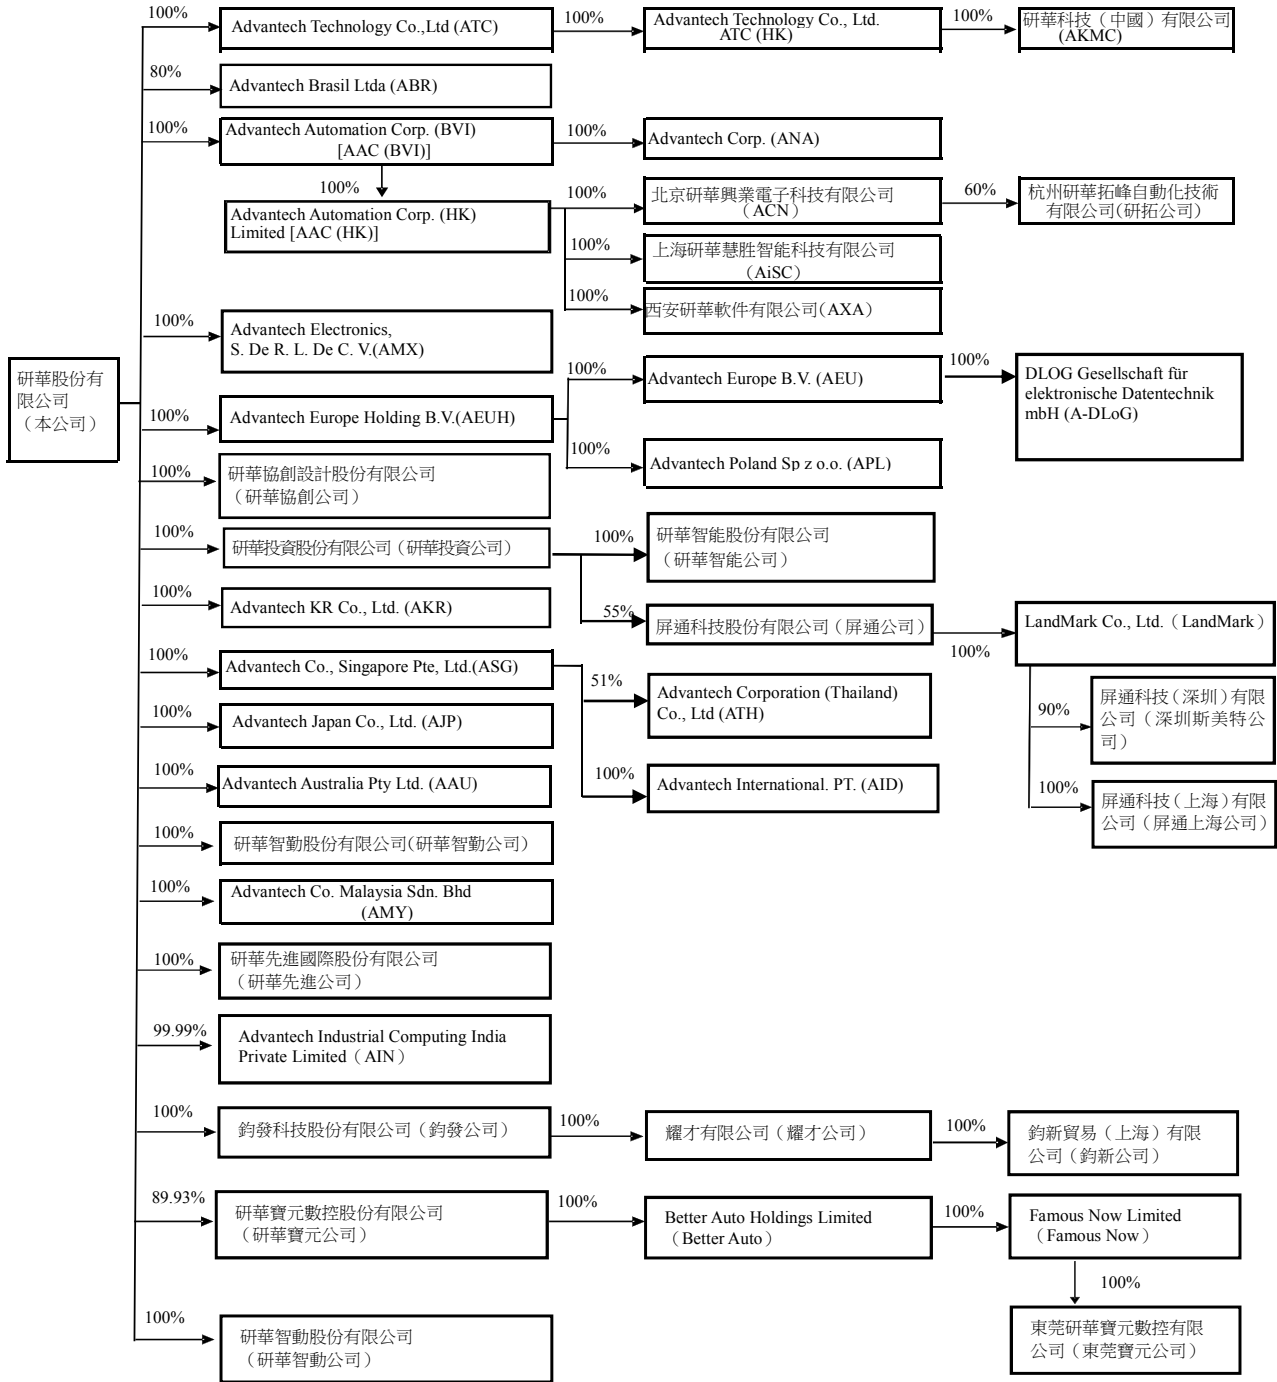 100%
Advantech Technology Co.,Ltd (ATC)
100%
Advantech Technology Co., Ltd.
ATC (HK)
100%
研華科技（中國）有限公司
(AKMC)
80%
Advantech Brasil Ltda (ABR)
100%
Advantech Automation Corp. (BVI)
[AAC (BVI)]
100%
Advantech Corp. (ANA)
100%
Advantech Automation Corp. (HK)
Limited [AAC (HK)]
100%
北京研華興業電子科技有限公司
（ACN）
60%
杭州研華拓峰自動化技術
有限公司(研拓公司）
100%
上海研華慧胜智能科技有限公司
（AiSC）
100%
西安研華軟件有限公司（AXA）
100%
Advantech Electronics,
S. De R. L. De C. V.(AMX)
研華股份有
限公司
（本公司）
100%
Advantech Europe Holding B.V.(AEUH)
100%
Advantech Europe B.V. (AEU)
100%
DLOG Gesellschaft für
elektronische Datentechnik
mbH (A-DLoG)
100%
Advantech Poland Sp z o.o. (APL)
100%
研華協創設計股份有限公司
（研華協創公司）
100%
研華投資股份有限公司（研華投資公司）
100%
研華智能股份有限公司
（研華智能公司）
100%
Advantech KR Co., Ltd. (AKR)
55%
屏通科技股份有限公司（屏通公司）
100%
LandMark Co., Ltd.（LandMark）
100%
Advantech Co., Singapore Pte, Ltd.(ASG)
51%
Advantech Corporation (Thailand)
Co., Ltd (ATH)
90%
屏通科技（深圳）有限
公司（深圳斯美特公
司）
100%
Advantech Japan Co., Ltd. (AJP)
100%
Advantech Australia Pty Ltd. (AAU)
100%
Advantech International. PT. (AID)
100%
屏通科技（上海）有限
公司（屏通上海公司）
100%
研華智勤股份有限公司(研華智勤公司）
100%
Advantech Co. Malaysia Sdn. Bhd
(AMY)
100%
研華先進國際股份有限公司
（研華先進公司）
99.99%
Advantech Industrial Computing India
Private Limited（AIN）
100%
鈞發科技股份有限公司（鈞發公司）
100%
耀才有限公司（耀才公司）
100%
鈞新貿易（上海）有限
公司（鈞新公司）
89.93%
研華寶元數控股份有限公司
（研華寶元公司）
100%
Better Auto Holdings Limited
（Better Auto）
100%
Famous Now Limited
（Famous Now）
100%
東莞研華寶元數控有限
公司（東莞寶元公司）
100%
研華智動股份有限公司
（研華智動公司）